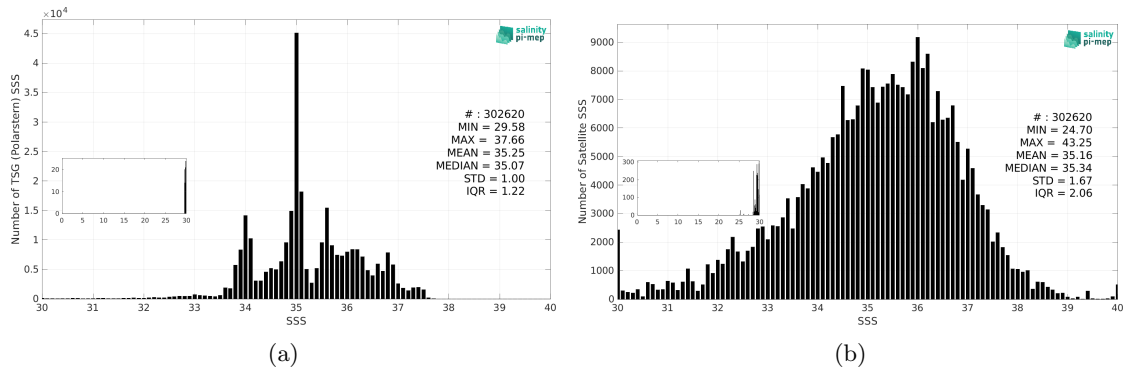 ×10⁴
4.5
4
3.5
3
2.5
2
1.5
1
0.5
0
Number of TSG (Polarstern) SSS
salinity
pi-mep
# : 302620
MIN = 29.58
MAX = 37.66
MEAN = 35.25
MEDIAN = 35.07
STD = 1.00
IQR = 1.22
20
10
0
0 5 10 15 20 25 30
30 31 32 33 34 35 36 37 38 39 40
SSS
(a)
9000
8000
7000
6000
5000
4000
3000
2000
1000
0
Number of Satellite SSS
salinity
pi-mep
# : 302620
MIN = 24.70
MAX = 43.25
MEAN = 35.16
MEDIAN = 35.34
STD = 1.67
IQR = 2.06
300
200
100
0
0 5 10 15 20 25 30
30 31 32 33 34 35 36 37 38 39 40
SSS
(b)